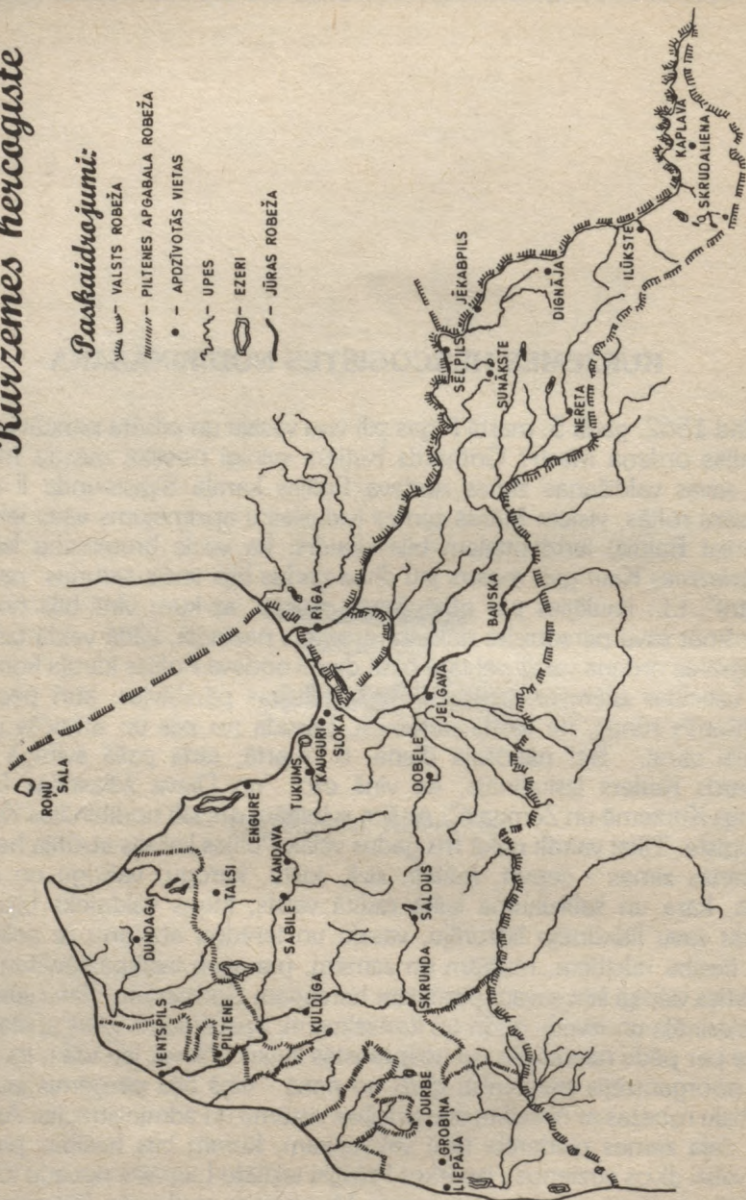 Kurzemes hercogiste
Paskaidrojumi:
– VALSTS ROBEŽA
– PILTENES APGABALA ROBEŽA
– APDZĪVOTĀS VIETAS
– UPES
– EZERI
– JŪRAS ROBEŽA
ROŅU
SALA
DUNDAGA
VENTSPILS
PILTENE
TALSI
ENGURE
KANDAVA
SABILE
KULDĪGA
TUKUMS
KAUGURI
SLOKA
RĪGA
JELGAVA
DOBELE
SALDUS
SKRUNDA
DURBE
GROBIŅA
LIEPĀJA
BAUSKA
SĒLPILS
SUNĀKSTE
NERETA
JĒKABPILS
DIGNĀJA
ILŪKSTE
KAPLAVA
SKRUDALIENA